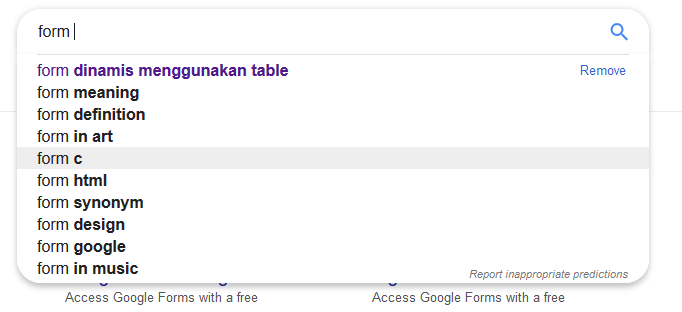 form
form dinamis menggunakan table Remove
form meaning
form definition
form in art
form c
form html
form synonym
form design
form google
form in music
Report inappropriate predictions
Access Google Forms with a free Access Google Forms with a free